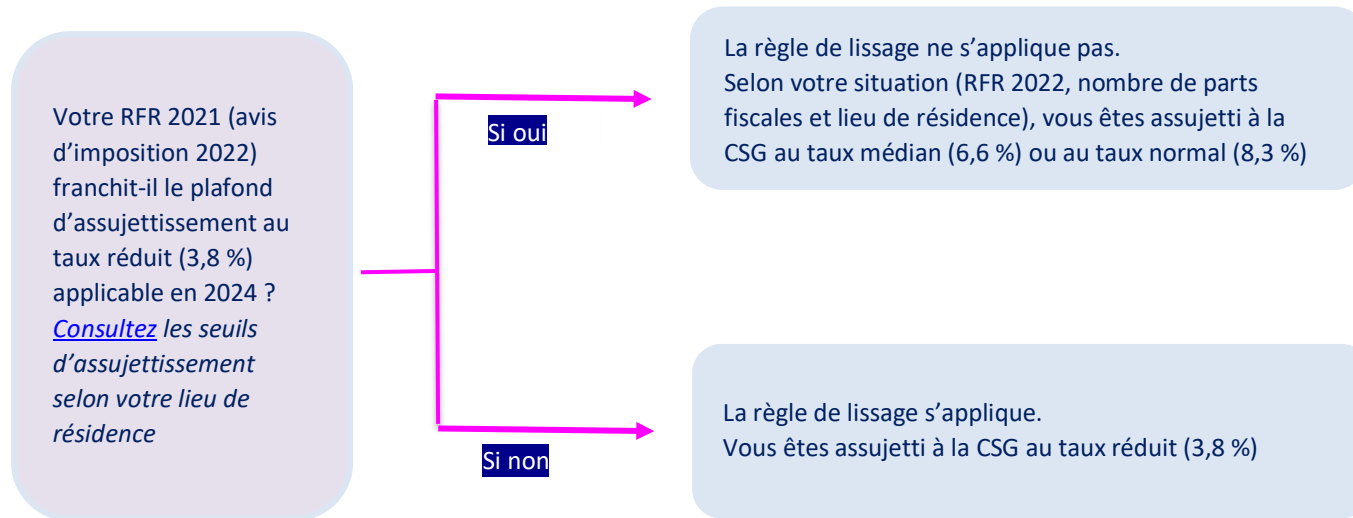 Votre RFR 2021 (avis
d’imposition 2022)
franchit-il le plafond
d’assujettissement au
taux réduit (3,8 %)
applicable en 2024 ?
Consultez les seuils
d’assujettissement
selon votre lieu de
résidence
Si oui
La règle de lissage ne s’applique pas.
Selon votre situation (RFR 2022, nombre de parts
fiscales et lieu de résidence), vous êtes assujetti à la
CSG au taux médian (6,6 %) ou au taux normal (8,3 %)
Si non
La règle de lissage s’applique.
Vous êtes assujetti à la CSG au taux réduit (3,8 %)